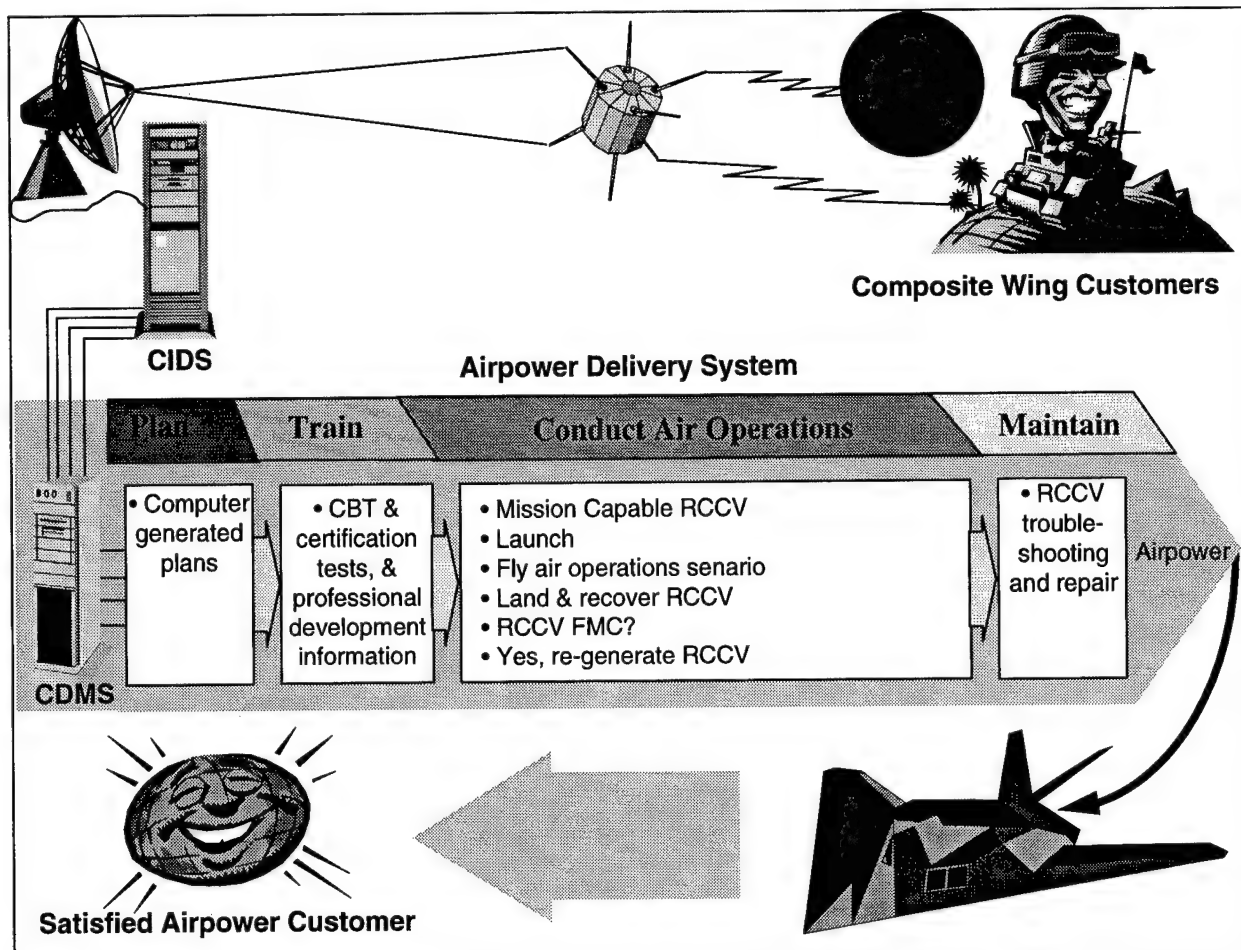 Composite Wing Customers
CIDS
Airpower Delivery System
Plan
Train
Conduct Air Operations
Maintain
• Computer
generated
plans
• CBT &
certification
tests, &
professional
development
information
• Mission Capable RCCV
• Launch
• Fly air operations senario
• Land & recover RCCV
• RCCV FMC?
• Yes, re-generate RCCV
• RCCV
trouble-
shooting
and repair
Airpower
CDMS
Satisfied Airpower Customer